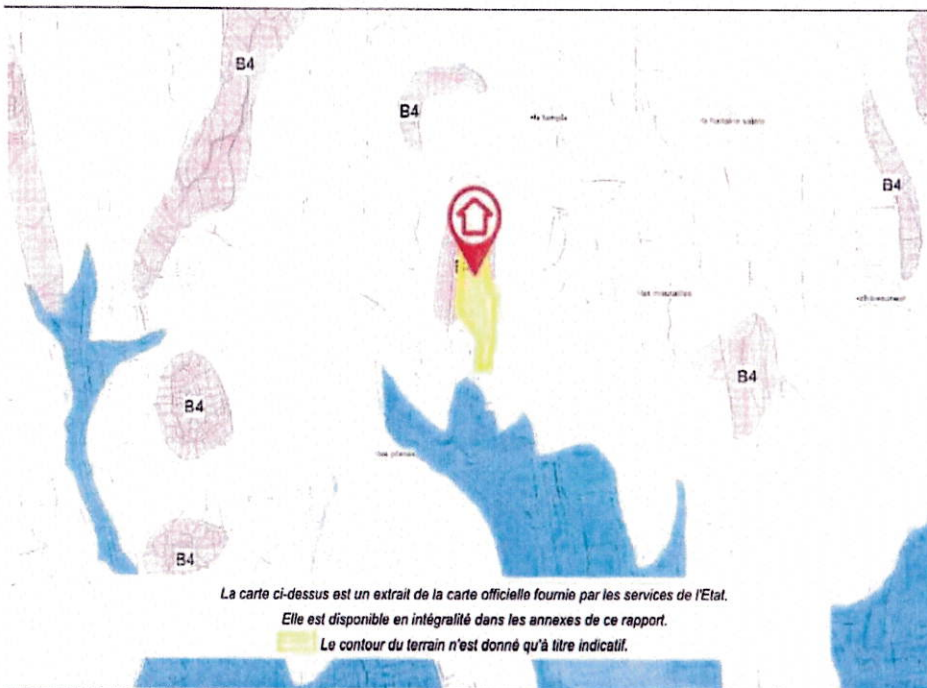 B4
B4
B4
B4
B4
B4
La carte ci-dessus est un extrait de la carte officielle fournie par les services de l'Etat.
Elle est disponible en intégralité dans les annexes de ce rapport.
Le contour du terrain n'est donné qu'à titre indicatif.